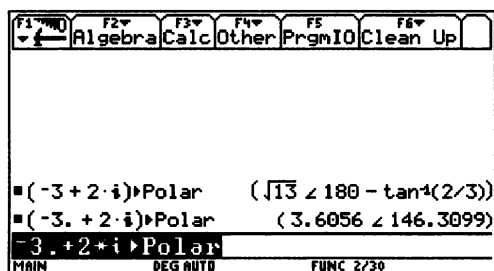 F1 F2 F3 F4 F5 F6
Algebra Calc Other PrgmIO Clean Up
▪(-3 + 2·i)▸Polar (√13 ∠ 180 - tan⁻¹(2/3))
▪(-3. + 2·i)▸Polar (3.6056 ∠ 146.3099)
-3.+2*i▸Polar
MAIN DEG AUTO FUNC 2/30